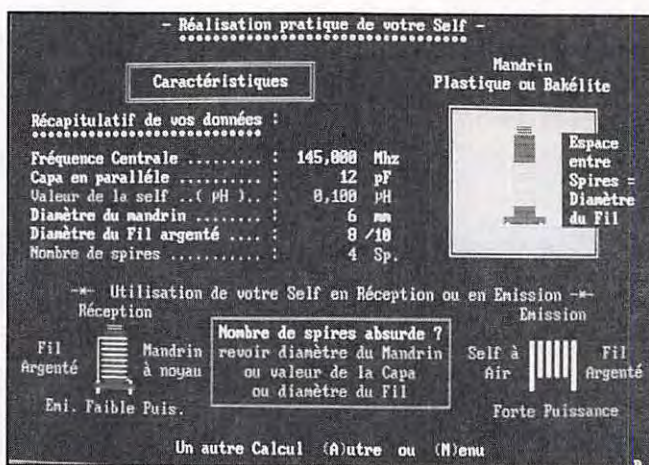 - Réalisation pratique de votre Self -
Caractéristiques
Mandrin
Plastique ou Bakélite
Récapitulatif de vos données :
Fréquence Centrale ......... : 145,000 Mhz
Capa en paralléle .......... : 12 pF
Valeur de la self ..( µH ).. : 0,100 µH
Diamètre du mandrin ........ : 6 mm
Diamètre du Fil argenté .... : 8 /10
Nombre de spires ........... : 4 Sp.
Espace
entre
Spires =
Diamètre
du Fil
-*- Utilisation de votre Self en Réception ou en Emission -*-
Réception
Fil
Argenté
Mandrin
à noyau
Emi. Faible Puis.
Nombre de spires absurde ?
revoir diamètre du Mandrin
ou valeur de la Capa
ou diamètre du Fil
Emission
Self à
Air
Fil
Argenté
Forte Puissance
Un autre Calcul (A)utre ou (M)enu